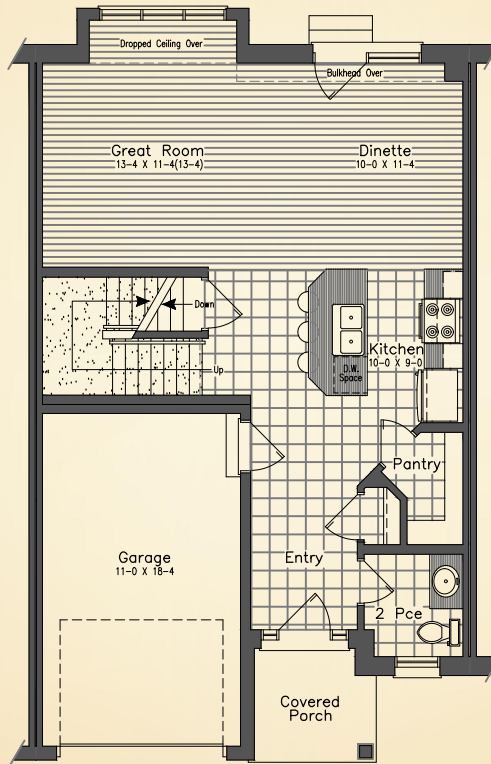 Dropped Ceiling Over
Bulkhead Over
Great Room
13-4 X 11-4(13-4)
Dinette
10-0 X 11-4
Down
Up
Kitchen
10-0 X 9-0
D.W.
Space
Pantry
Garage
11-0 X 18-4
Entry
2 Pce
Covered
Porch